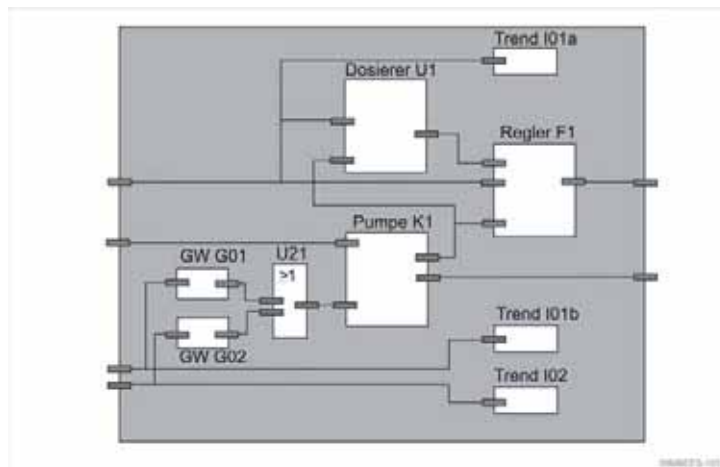 Trend I01a
Dosierer U1
Regler F1
Pumpe K1
GW G01
U21
>1
GW G02
Trend I01b
Trend I02